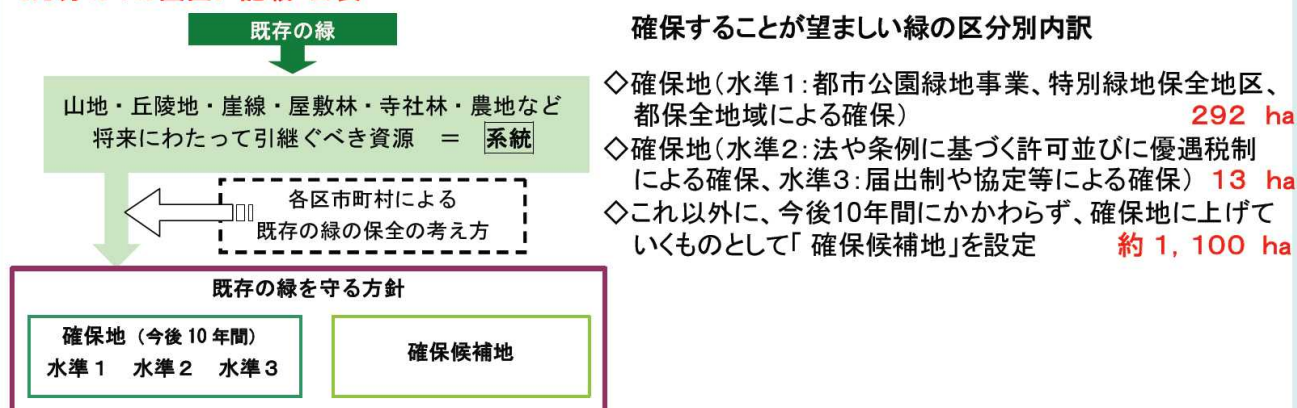 既存の緑
山地・丘陵地・崖線・屋敷林・寺社林・農地など
将来にわたって引継ぐべき資源 ＝ 系統
各区市町村による
既存の緑の保全の考え方
既存の緑を守る方針
確保地（今後10年間）
水準１ 水準２ 水準３
確保候補地
確保することが望ましい緑の区分別内訳
◇確保地（水準１：都市公園緑地事業、特別緑地保全地区、
都保全地域による確保） 292 ha
◇確保地（水準２：法や条例に基づく許可並びに優遇税制
による確保、水準３：届出制や協定等による確保） 13 ha
◇これ以外に、今後10年間にかかわらず、確保地に上げて
いくものとして「 確保候補地」を設定 約 1, 100 ha